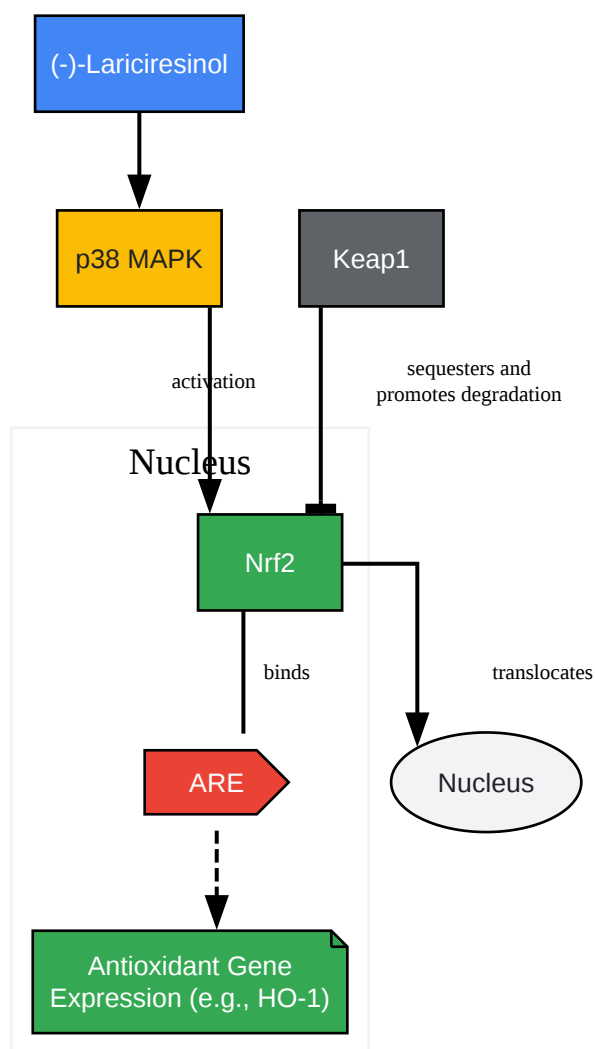 (-)-Lariciresinol
p38 MAPK
Keap1
activation
sequesters and
promotes degradation
Nucleus
Nrf2
binds
translocates
ARE
Nucleus
Antioxidant Gene
Expression (e.g., HO-1)